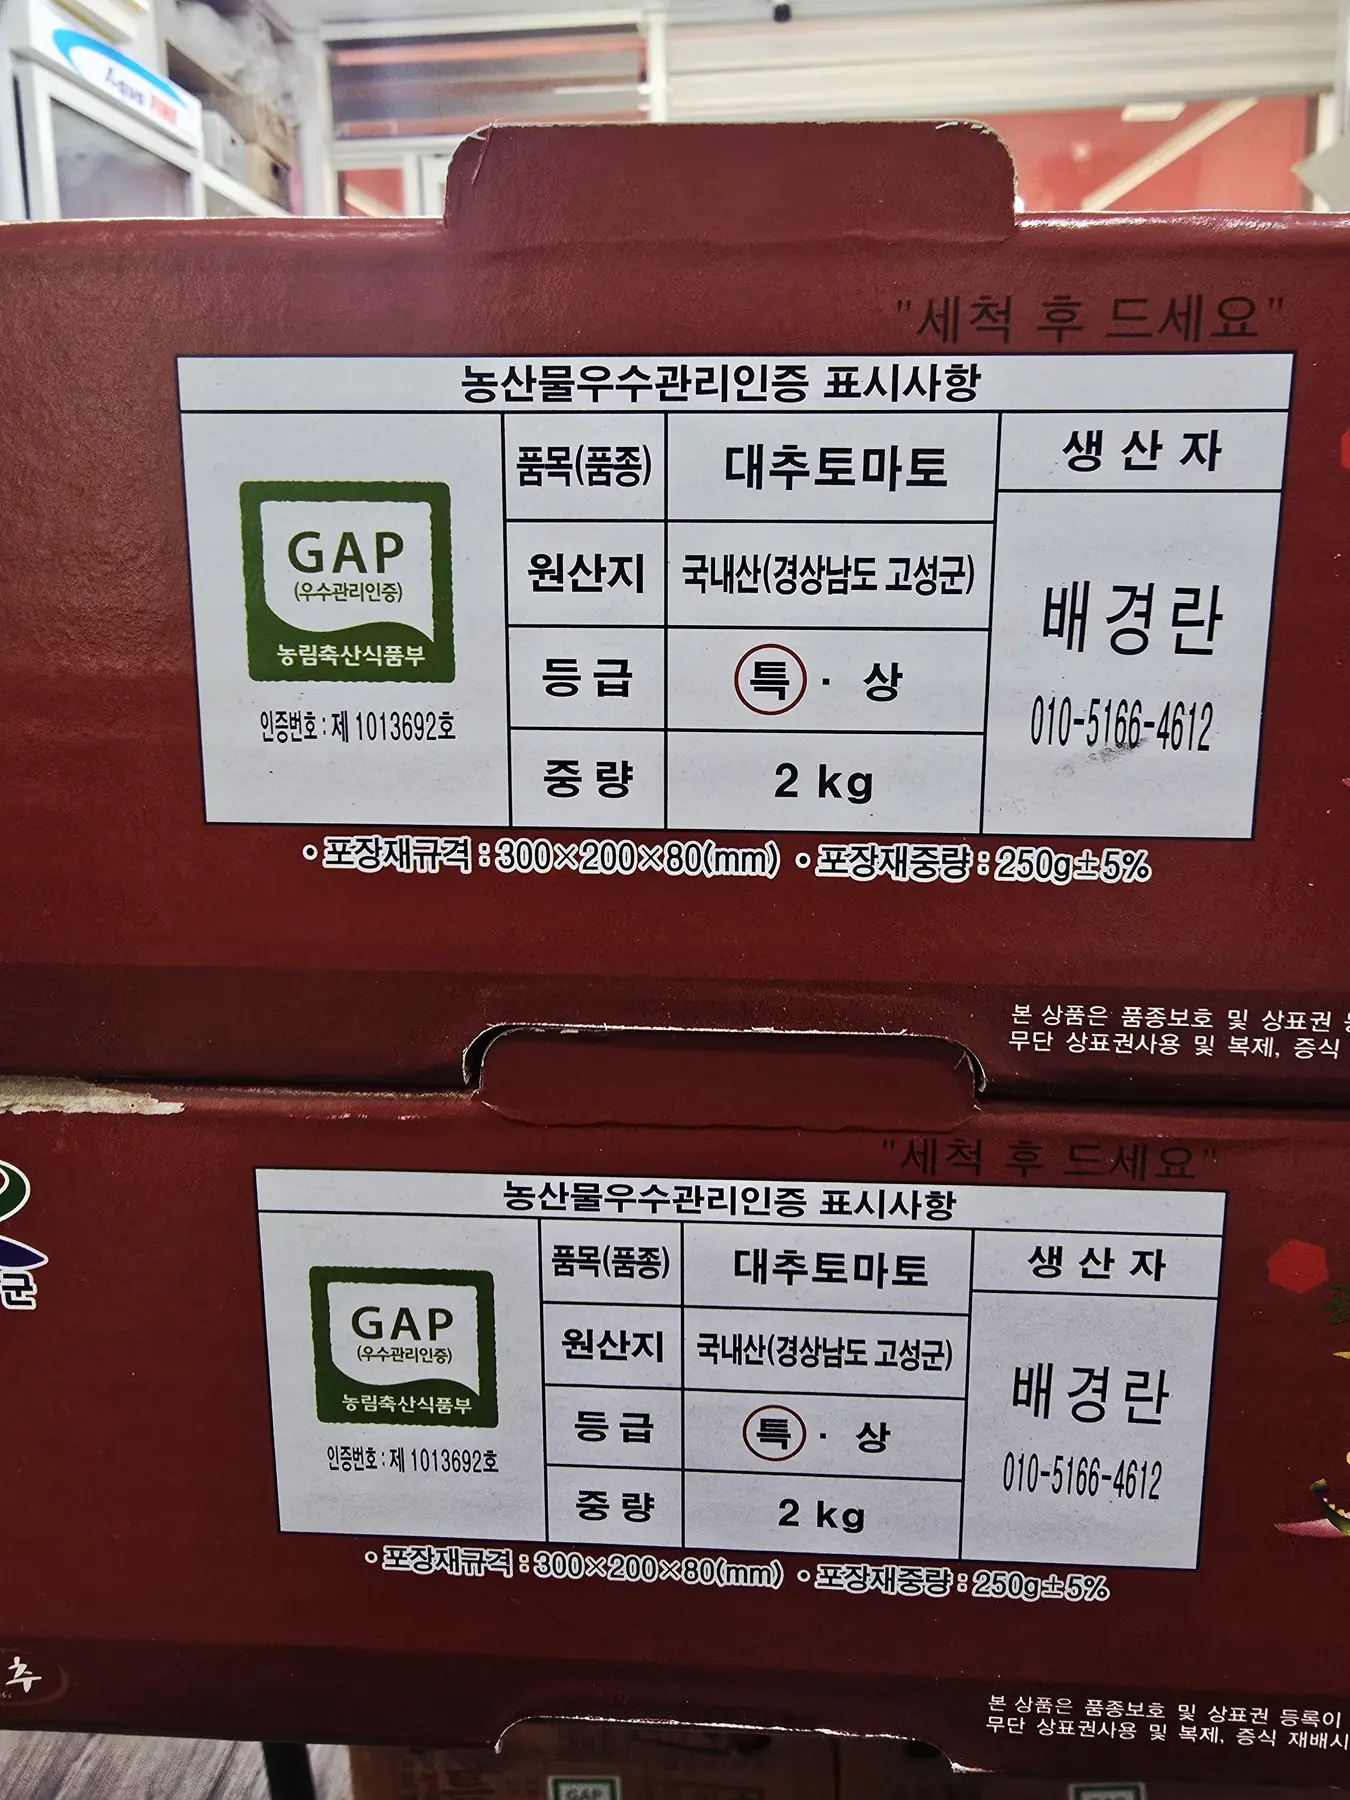 Aqua
"세척 후 드세요"
농산물우수관리인증 표시사항
GAP
(우수관리인증)
농림축산식품부
인증번호 : 제 1013692호
품목(품종) 대추토마토
원산지 국내산(경상남도 고성군)
등급 특 · 상
중량 2 kg
생산자
배경란
010-5166-4612
• 포장재규격 : 300×200×80(mm) • 포장재중량 : 250g±5%
본 상품은 품종보호 및 상표권
무단 상표권사용 및 복제, 증식
"세척 후 드세요"
농산물우수관리인증 표시사항
군
GAP
(우수관리인증)
농림축산식품부
인증번호 : 제 1013692호
품목(품종) 대추토마토
원산지 국내산(경상남도 고성군)
등급 특 · 상
중량 2 kg
생산자
배경란
010-5166-4612
• 포장재규격 : 300×200×80(mm) • 포장재중량 : 250g±5%
추
본 상품은 품종보호 및 상표권 등록이
무단 상표권사용 및 복제, 증식 재배시
GAP
GAP